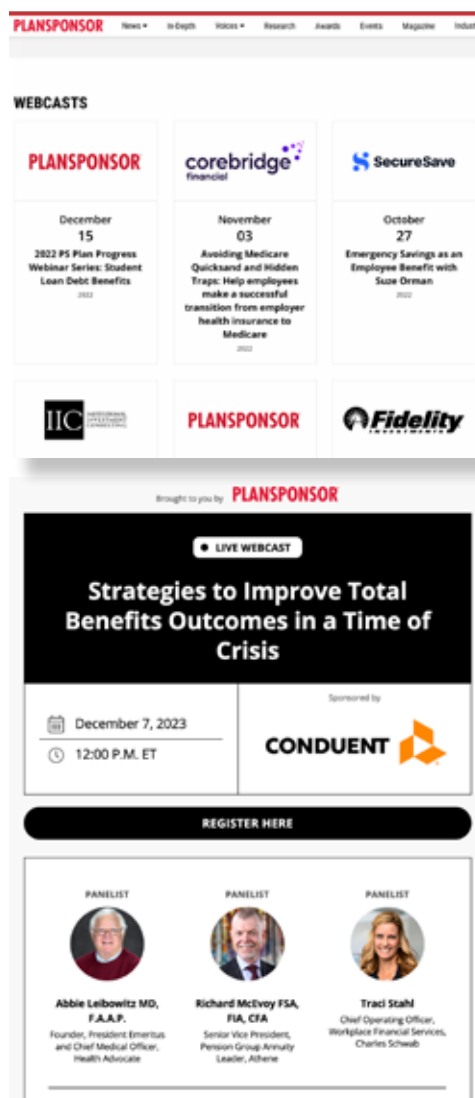 PLANSPONSOR News In-Depth Voices Research Awards Events Magazine Indust
WEBCASTS
PLANSPONSOR
corebridge
financial
SecureSave
December
15
2022 PS Plan Progress
Webinar Series: Student
Loan Debt Benefits
2022
November
03
Avoiding Medicare
Quicksand and Hidden
Traps: Help employees
make a successful
transition from employer
health insurance to
Medicare
2022
October
27
Emergency Savings as an
Employee Benefit with
Suze Orman
2022
IIC INSTITUTIONAL
INVESTMENT
CONSULTING
PLANSPONSOR
Fidelity
INVESTMENTS
Brought to you by PLANSPONSOR
LIVE WEBCAST
Strategies to Improve Total
Benefits Outcomes in a Time of
Crisis
December 7, 2023
12:00 P.M. ET
Sponsored by
CONDUENT
REGISTER HERE
PANELIST
Abbie Leibowitz MD,
F.A.A.P.
Founder, President Emeritus
and Chief Medical Officer,
Health Advocate
PANELIST
Richard McEvoy FSA,
FIA, CFA
Senior Vice President,
Pension Group Annuity
Leader, Athene
PANELIST
Traci Stahl
Chief Operating Officer,
Workplace Financial Services,
Charles Schwab